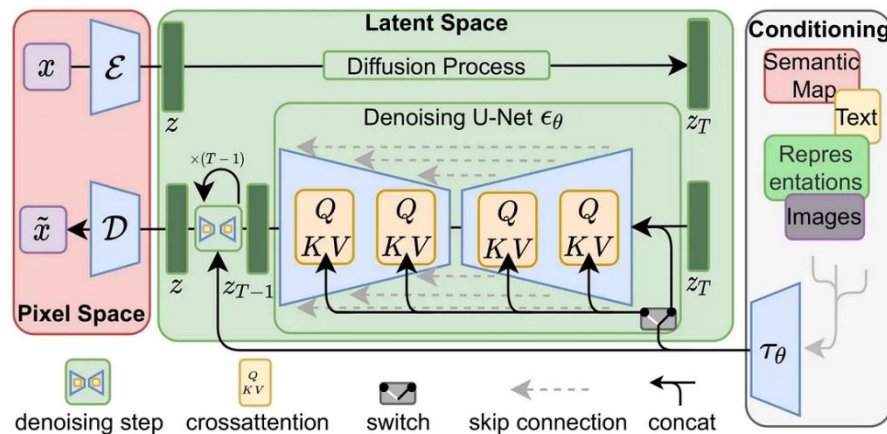 Latent Space
Conditioning
x
ℰ
Diffusion Process
z
z_T
Semantic
Map
Text
Repres
entations
Images
Denoising U-Net ϵ_θ
×(T−1)
Q
KV
Q
KV
Q
KV
Q
KV
x̃
𝒟
z
z_{T−1}
z_T
Pixel Space
τ_θ
Q
KV
denoising step
crossattention
switch
skip connection
concat